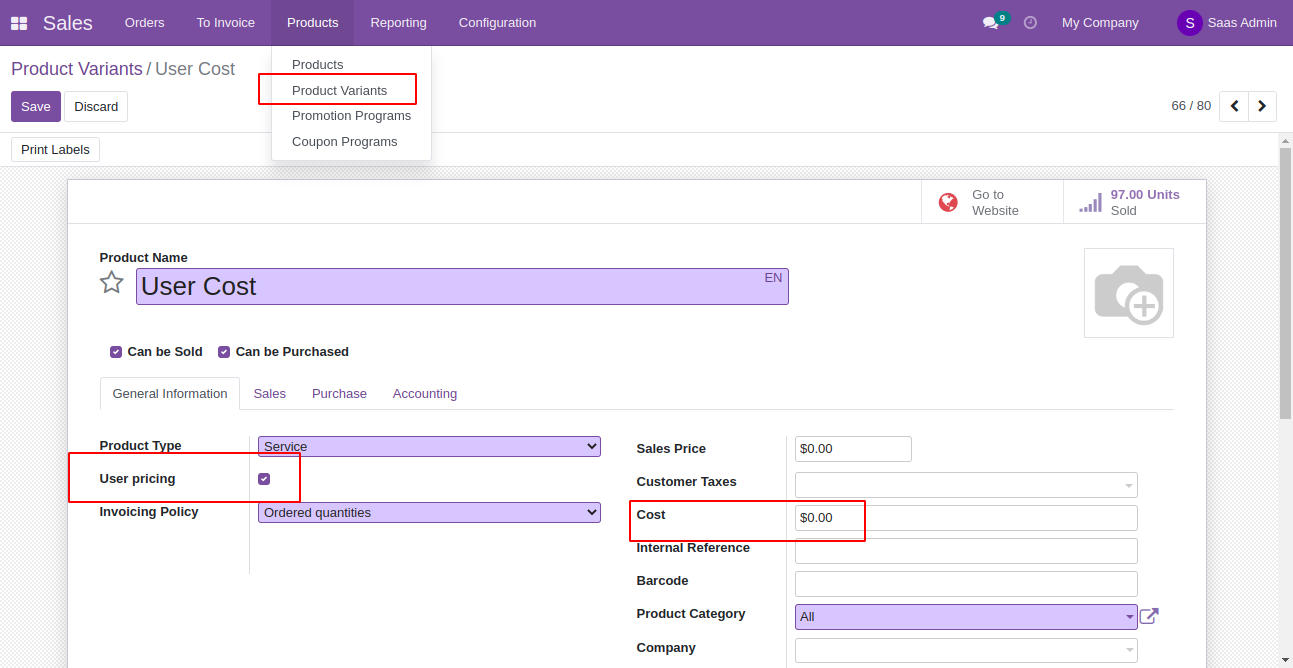 Sales Orders To Invoice Products Reporting Configuration 9 My Company S Saas Admin
Products
Product Variants
Promotion Programs
Coupon Programs
Product Variants / User Cost
Save Discard
66 / 80
Print Labels
Go to
Website
97.00 Units
Sold
Product Name
User Cost EN
Can be Sold Can be Purchased
General Information Sales Purchase Accounting
Product Type Service
User pricing
Invoicing Policy Ordered quantities
Sales Price $0.00
Customer Taxes
Cost $0.00
Internal Reference
Barcode
Product Category All
Company